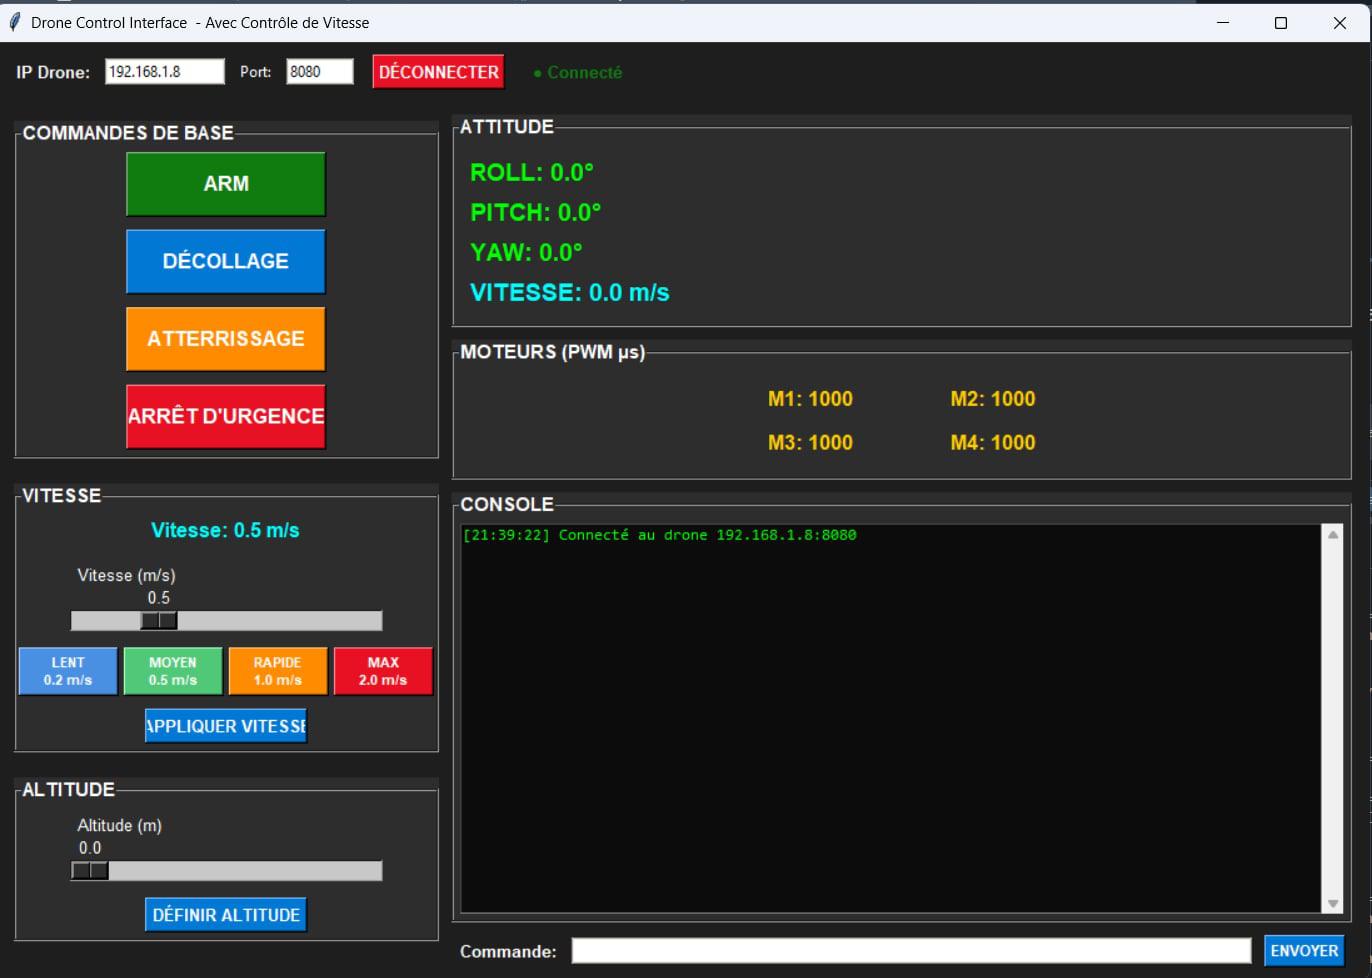 Drone Control Interface - Avec Contrôle de Vitesse
IP Drone: 192.168.1.8 Port: 8080 DÉCONNECTER ● Connecté
COMMANDES DE BASE
ARM
DÉCOLLAGE
ATTERRISSAGE
ARRÊT D'URGENCE
VITESSE
Vitesse: 0.5 m/s
Vitesse (m/s)
0.5
LENT
0.2 m/s
MOYEN
0.5 m/s
RAPIDE
1.0 m/s
MAX
2.0 m/s
APPLIQUER VITESSE
ALTITUDE
Altitude (m)
0.0
DÉFINIR ALTITUDE
ATTITUDE
ROLL: 0.0°
PITCH: 0.0°
YAW: 0.0°
VITESSE: 0.0 m/s
MOTEURS (PWM µs)
M1: 1000 M2: 1000
M3: 1000 M4: 1000
CONSOLE
[21:39:22] Connecté au drone 192.168.1.8:8080
Commande: ENVOYER